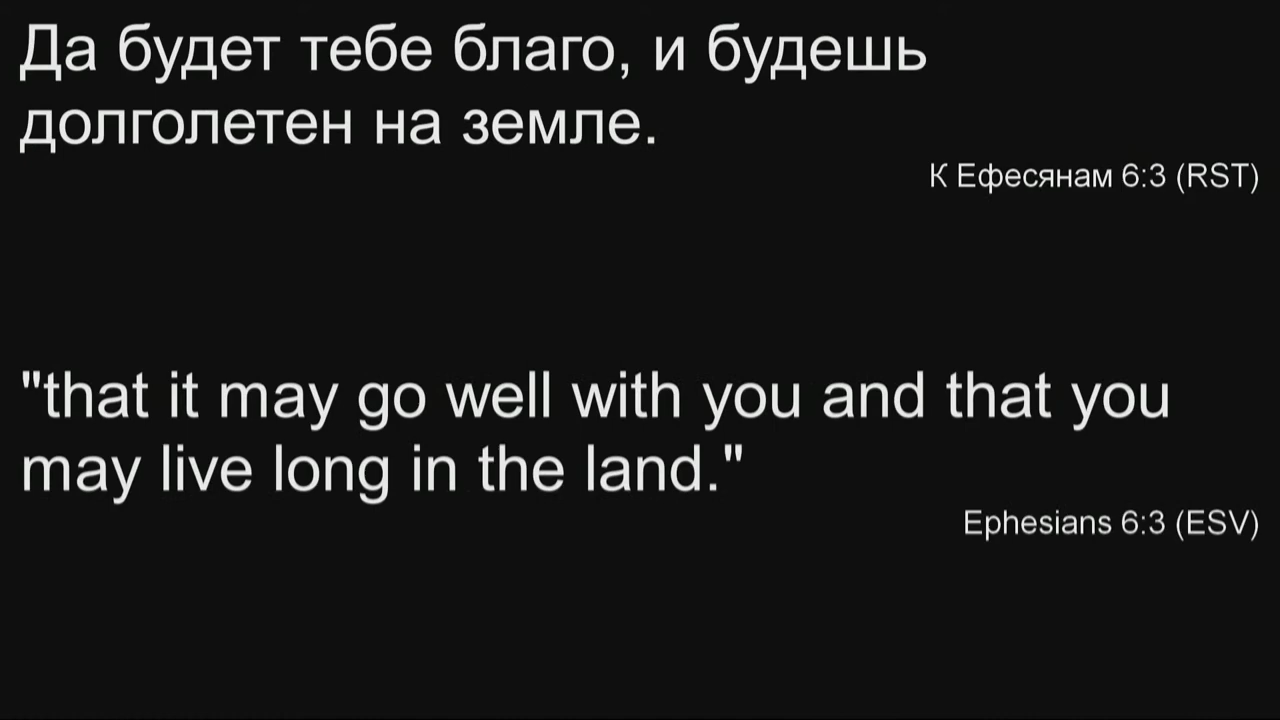 Да будет тебе благо, и будешь
долголетен на земле.
К Ефесянам 6:3 (RST)
"that it may go well with you and that you
may live long in the land."
Ephesians 6:3 (ESV)